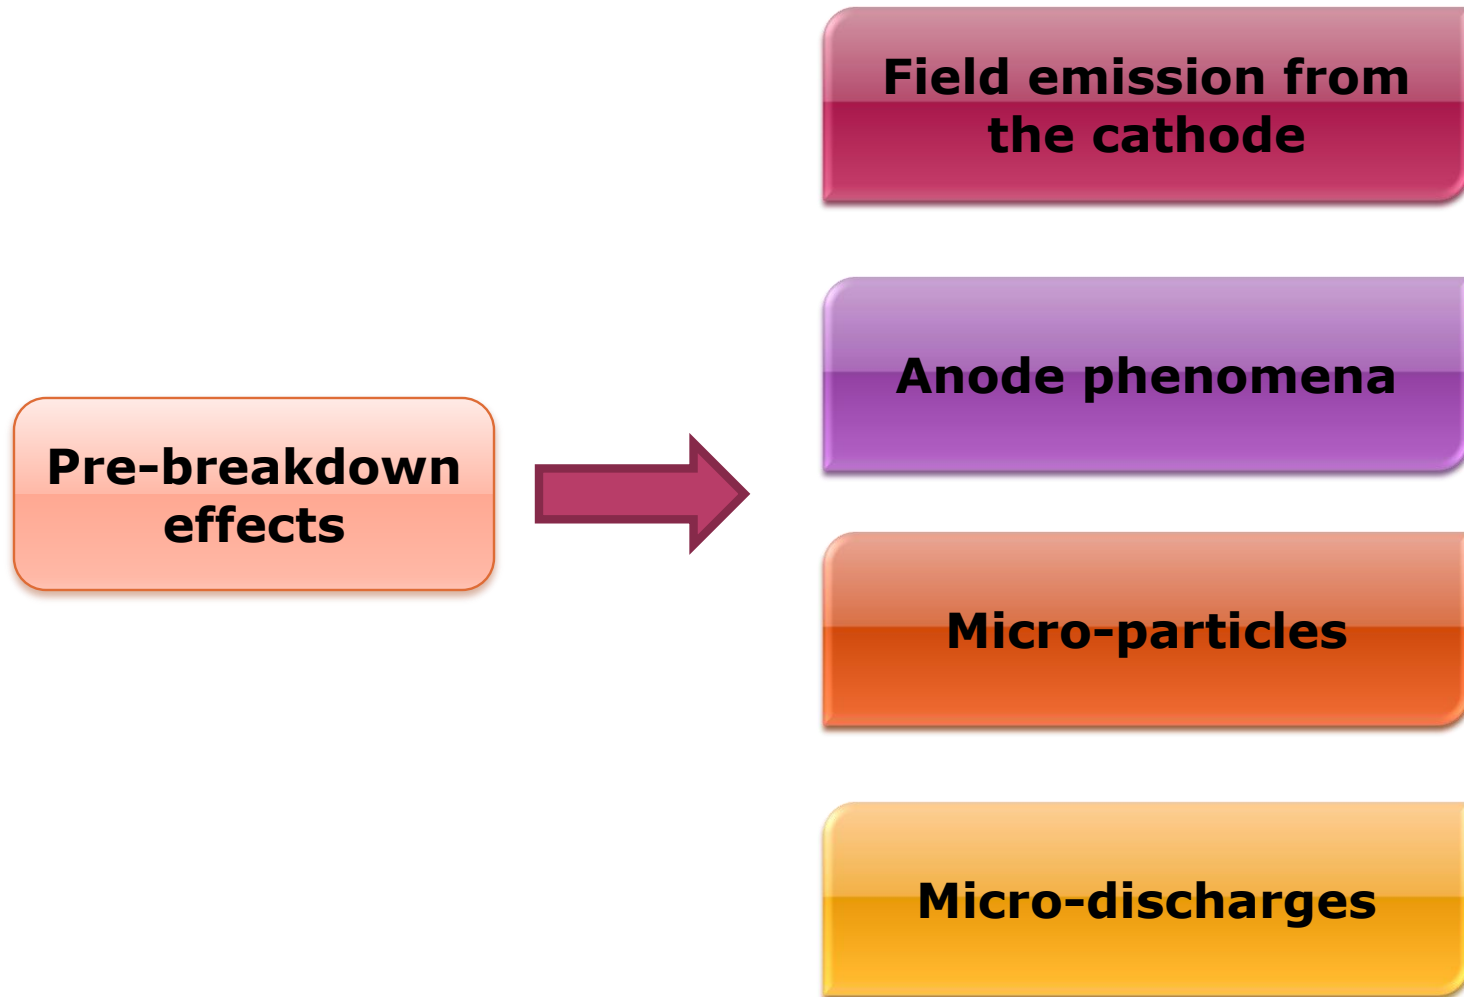 Field emission from
the cathode
Anode phenomena
Pre-breakdown
effects
Micro-particles
Micro-discharges